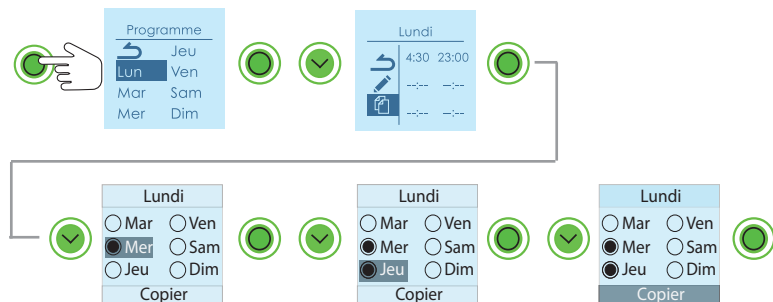 Programme
Jeu
Lun Ven
Mar Sam
Mer Dim
Lundi
4:30 23:00
--:-- --:--
--:-- --:--
Lundi
Mar Ven
Mer Sam
Jeu Dim
Copier
Lundi
Mar Ven
Mer Sam
Jeu Dim
Copier
Lundi
Mar Ven
Mer Sam
Jeu Dim
Copier